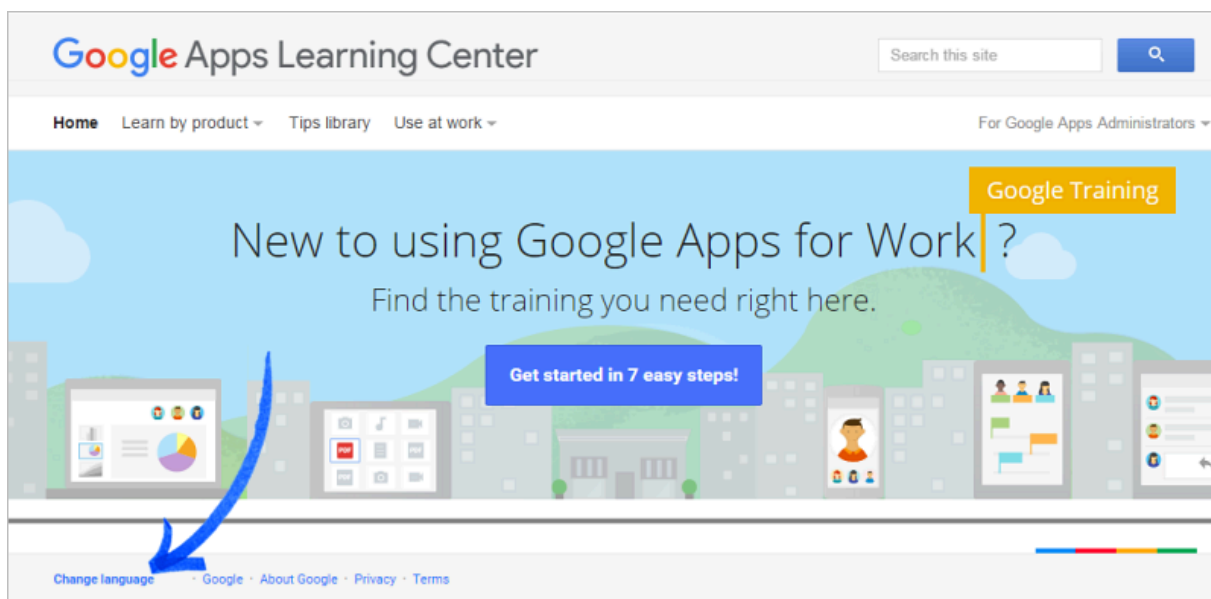 Google Apps Learning Center
Search this site
Home Learn by product Tips library Use at work For Google Apps Administrators
Google Training
New to using Google Apps for Work ?
Find the training you need right here.
Get started in 7 easy steps!
PDF
PDF
PDF
Change language · Google · About Google · Privacy · Terms